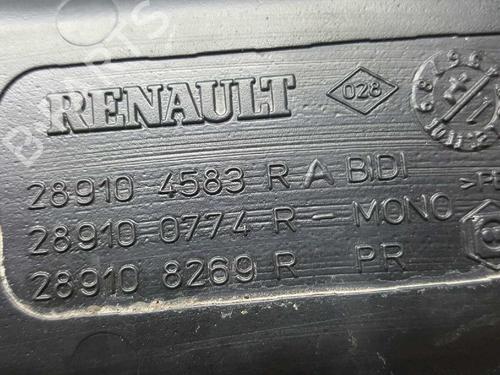 RENAULT 028
28910 4583 R A BIDI
28910 0774 R - MONO
28910 8269 R PR